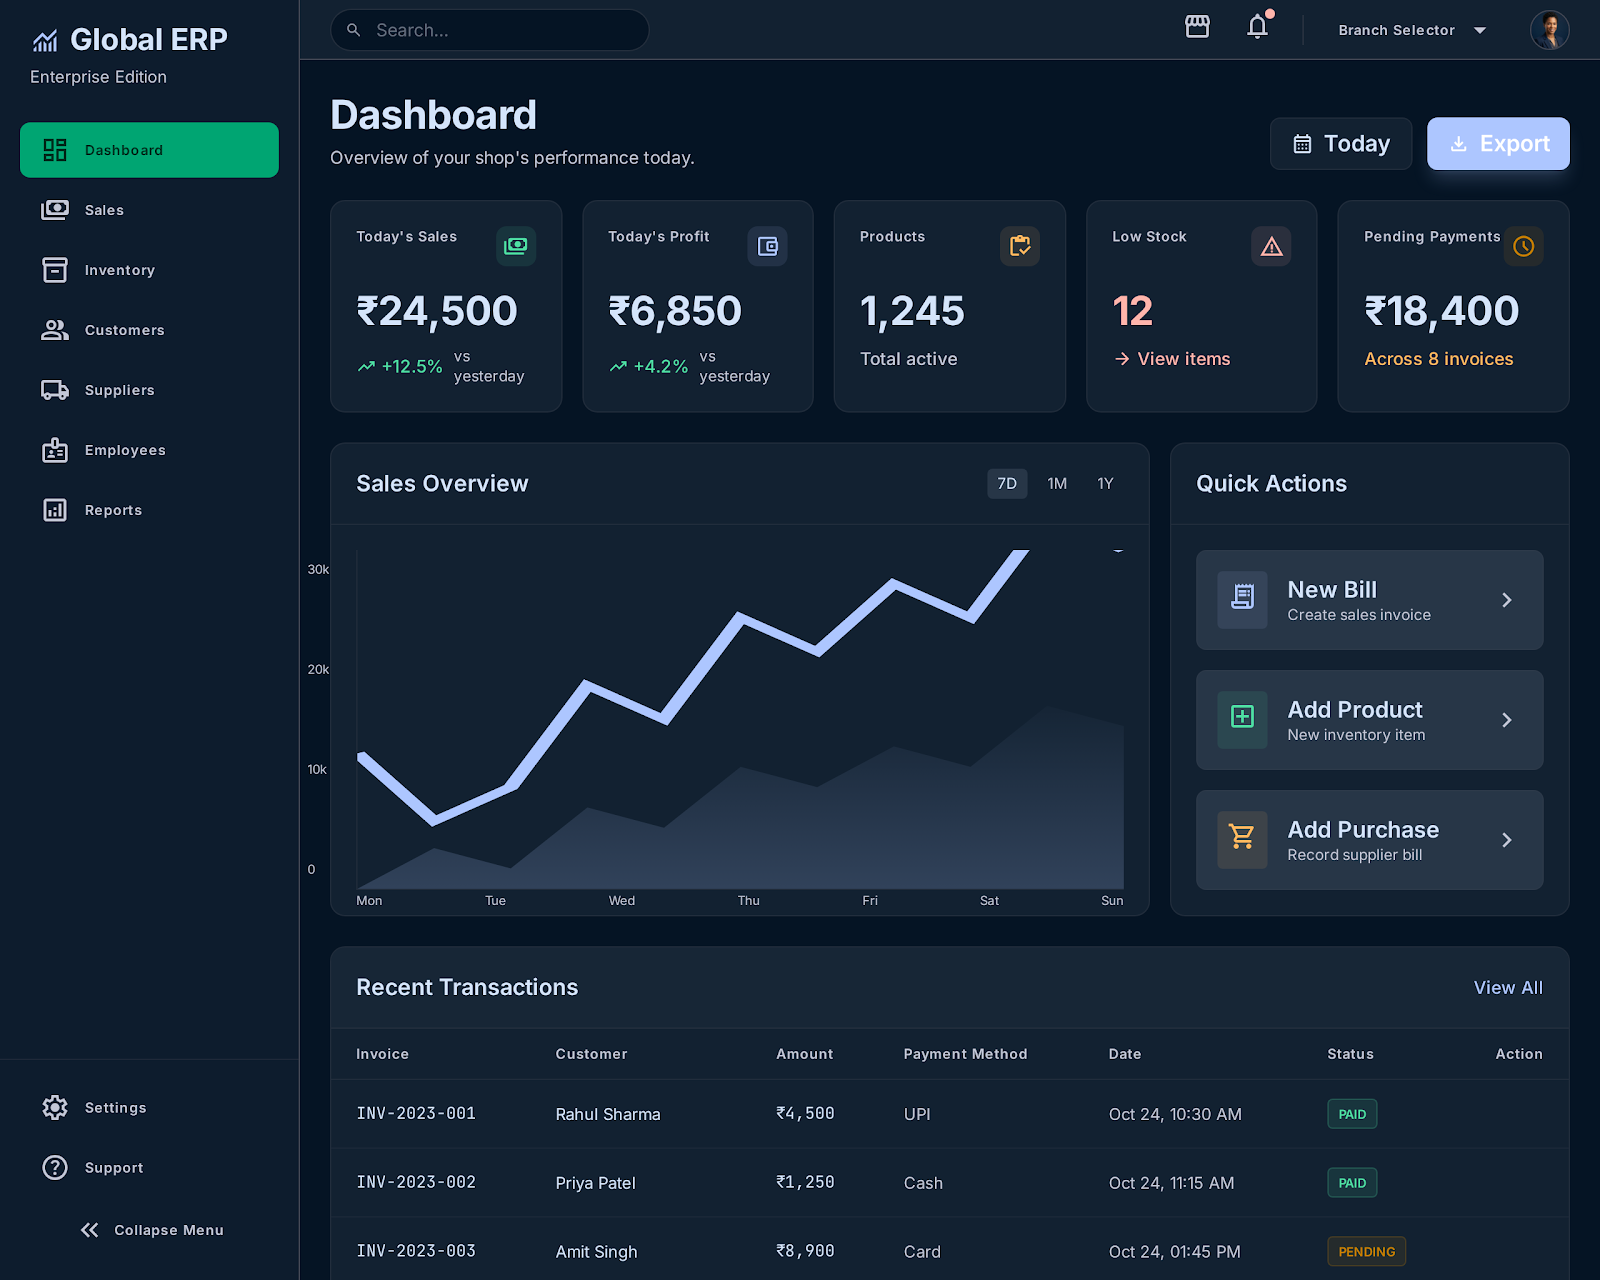 Global ERP
Enterprise Edition
Dashboard
Sales
Inventory
Customers
Suppliers
Employees
Reports
Settings
Support
Collapse Menu
Search...
Branch Selector
Dashboard
Overview of your shop's performance today.
Today
Export
Today's Sales
₹24,500
+12.5% vs yesterday
Today's Profit
₹6,850
+4.2% vs yesterday
Products
1,245
Total active
Low Stock
12
→ View items
Pending Payments
₹18,400
Across 8 invoices
Sales Overview
7D 1M 1Y
30k
20k
10k
0
Mon Tue Wed Thu Fri Sat Sun
Quick Actions
New Bill
Create sales invoice
Add Product
New inventory item
Add Purchase
Record supplier bill
Recent Transactions
View All
Invoice Customer Amount Payment Method Date Status Action
INV-2023-001 Rahul Sharma ₹4,500 UPI Oct 24, 10:30 AM PAID
INV-2023-002 Priya Patel ₹1,250 Cash Oct 24, 11:15 AM PAID
INV-2023-003 Amit Singh ₹8,900 Card Oct 24, 01:45 PM PENDING